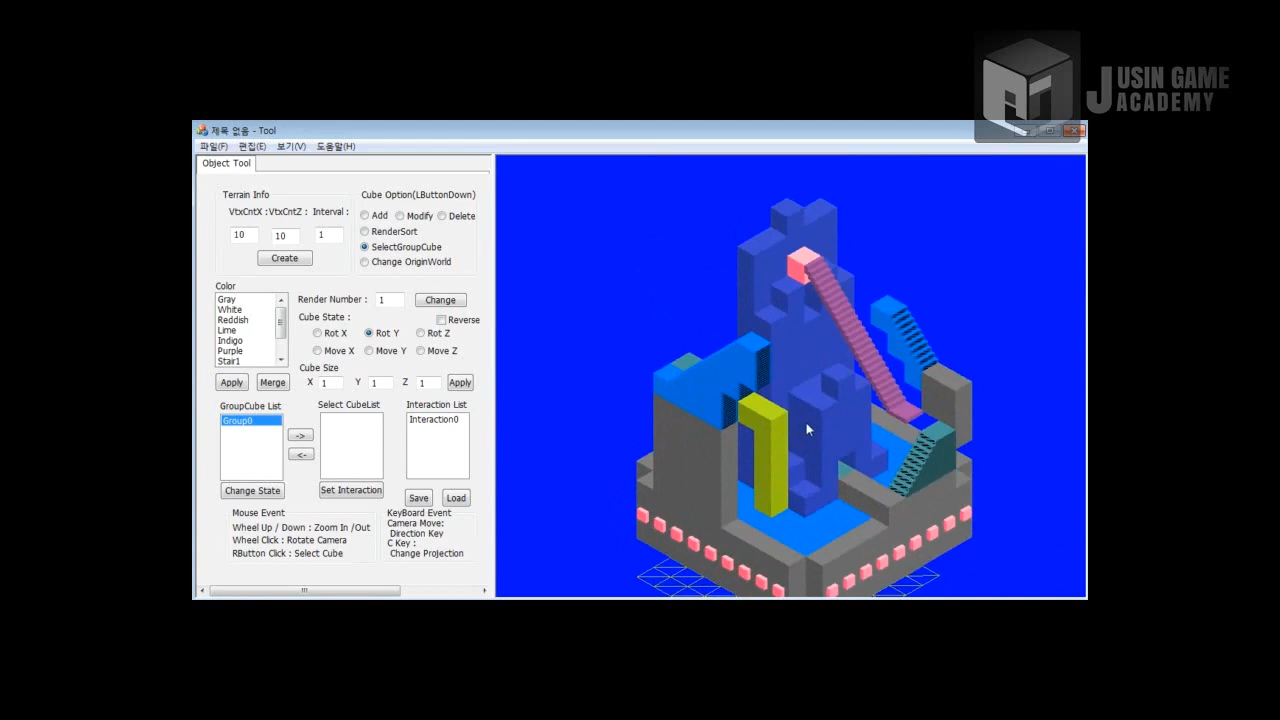 JUSIN GAME
ACADEMY
제목 없음 - Tool
파일(F) 편집(E) 보기(V) 도움말(H)
Object Tool
Terrain Info
VtxCntX : VtxCntZ : Interval :
10 10 1
Create
Cube Option(LButtonDown)
Add Modify Delete
RenderSort
SelectGroupCube
Change OriginWorld
Color
Gray
White
Reddish
Lime
Indigo
Purple
Stair1
Apply Merge
Render Number : 1 Change
Cube State : Reverse
Rot X Rot Y Rot Z
Move X Move Y Move Z
Cube Size
X 1 Y 1 Z 1 Apply
GroupCube List Select CubeList Interaction List
Group0 Interaction0
->
<-
Change State Set Interaction
Save Load
Mouse Event
Wheel Up / Down : Zoom In /Out
Wheel Click : Rotate Camera
RButton Click : Select Cube
KeyBoard Event
Camera Move:
Direction Key
C Key :
Change Projection